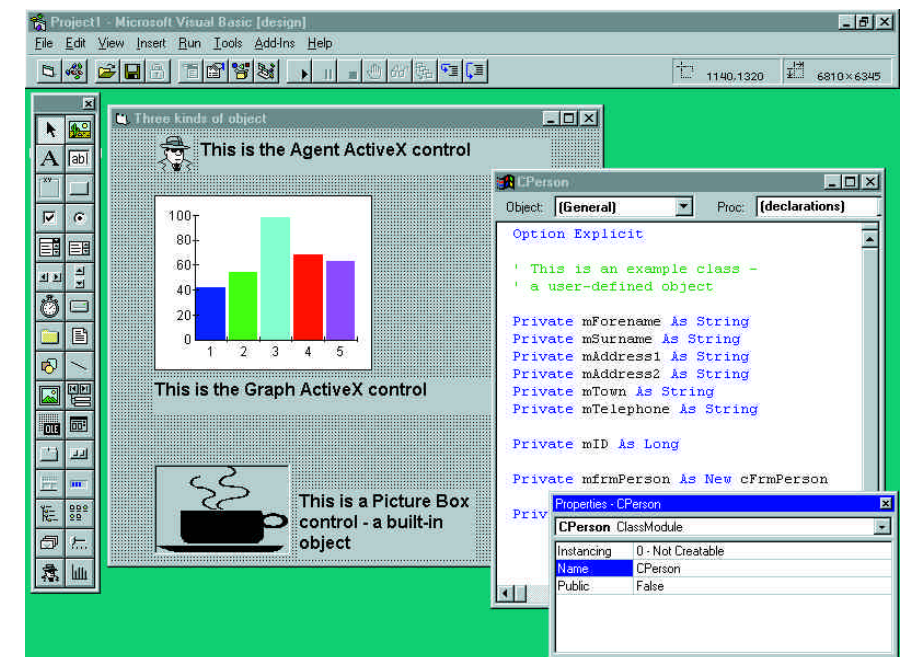 Project1 - Microsoft Visual Basic [design]
File Edit View Insert Run Tools Add-Ins Help
1140,1320 6810×6345
Three kinds of object
This is the Agent ActiveX control
100
80
60
40
20
0
1 2 3 4 5
This is the Graph ActiveX control
This is a Picture Box
control - a built-in
object
A ab|
XY
OLE
CPerson
Object: (General) Proc: (declarations)
Option Explicit
' This is an example class -
' a user-defined object
Private mForename As String
Private mSurname As String
Private mAddress1 As String
Private mAddress2 As String
Private mTown As String
Private mTelephone As String
Private mID As Long
Private mfrmPerson As New cFrmPerson
Priv
Properties - CPerson
CPerson ClassModule
Instancing 0 - Not Creatable
Name CPerson
Public False